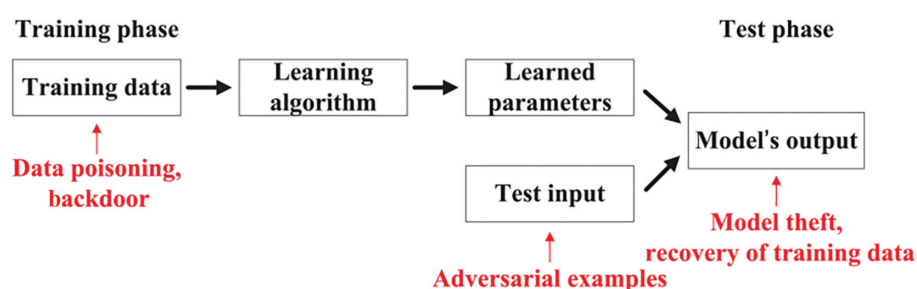 Training phase
Test phase
Training data
Learning
algorithm
Learned
parameters
Model's output
Data poisoning,
backdoor
Test input
Model theft,
recovery of training data
Adversarial examples